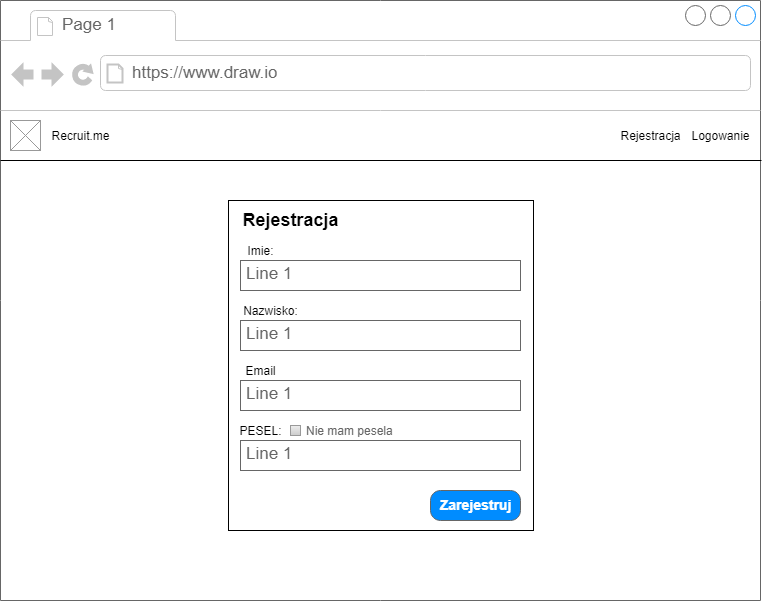 Page 1
https://www.draw.io
Recruit.me Rejestracja Logowanie
Rejestracja
Imie:
Line 1
Nazwisko:
Line 1
Email
Line 1
PESEL: Nie mam pesela
Line 1
Zarejestruj